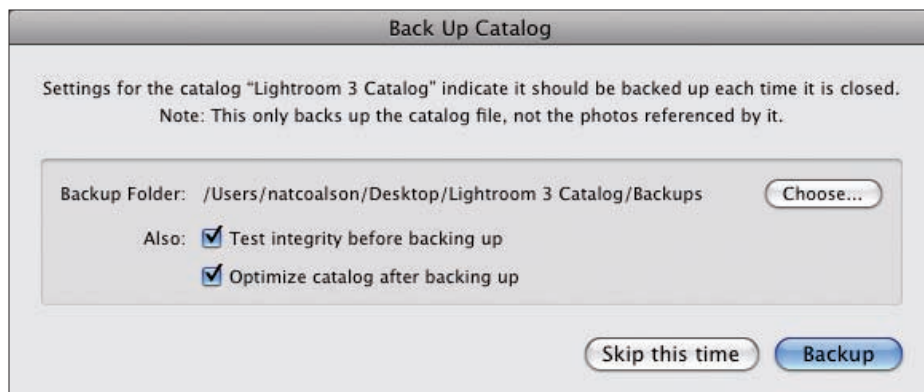 Back Up Catalog
Settings for the catalog “Lightroom 3 Catalog” indicate it should be backed up each time it is closed.
Note: This only backs up the catalog file, not the photos referenced by it.
Backup Folder: /Users/natcoalson/Desktop/Lightroom 3 Catalog/Backups Choose...
Also: Test integrity before backing up
Optimize catalog after backing up
Skip this time Backup